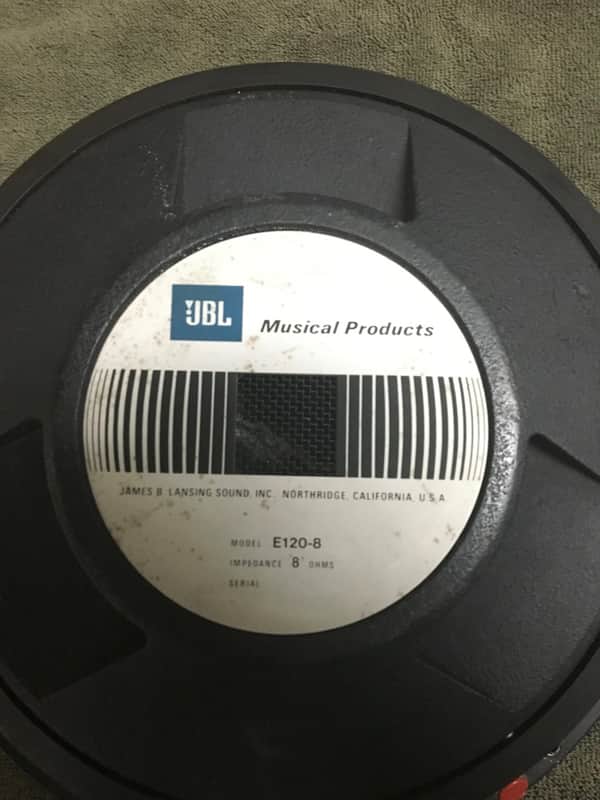 JBL
Musical Products
JAMES B. LANSING SOUND, INC. NORTHRIDGE, CALIFORNIA, U.S.A.
MODEL E120-8
IMPEDANCE 8 OHMS
SERIAL